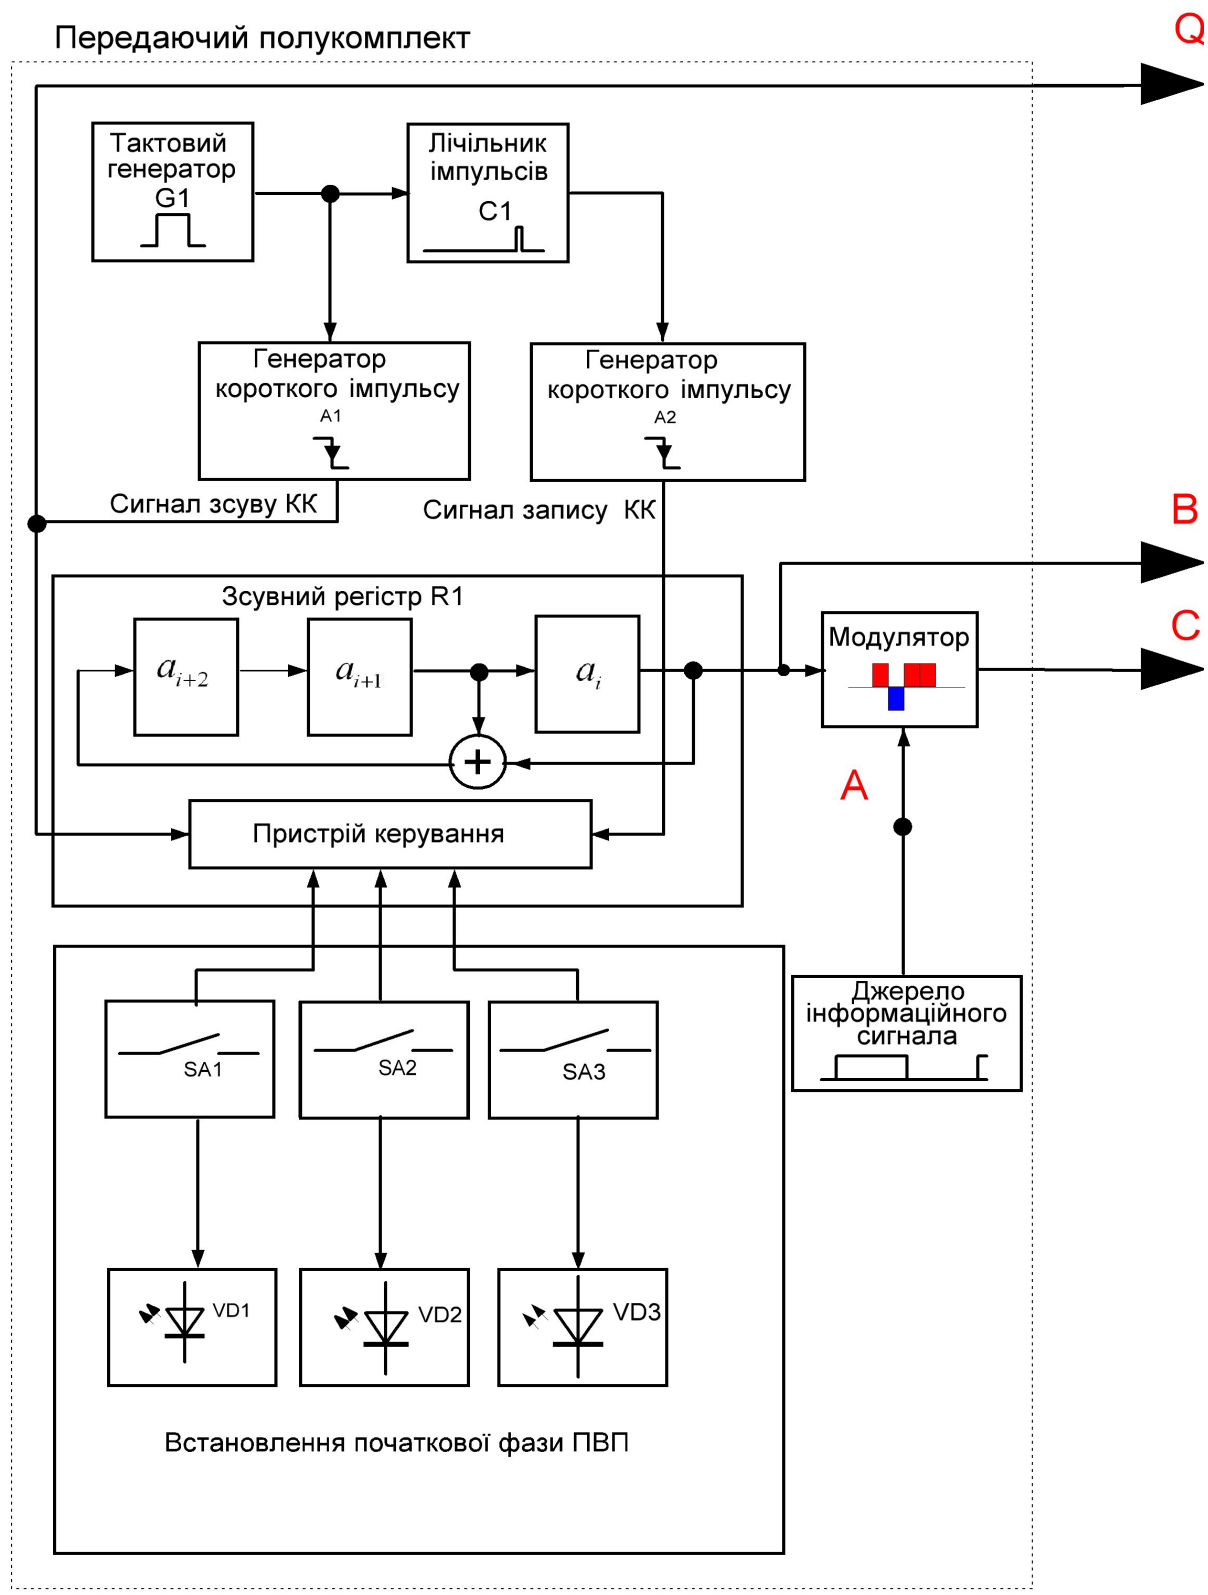 Передаючий полукомплект
Q
Тактовий
генератор
G1
Лічільник
імпульсів
C1
Генератор
короткого імпульсу
A1
Генератор
короткого імпульсу
A2
Сигнал зсуву КК
Сигнал запису КК
B
Зсувний регістр R1
C
a_{i+2}
a_{i+1}
a_i
Модулятор
+
A
Пристрій керування
SA1
SA2
SA3
Джерело
інформаційного
сигнала
VD1
VD2
VD3
Встановлення початкової фази ПВП